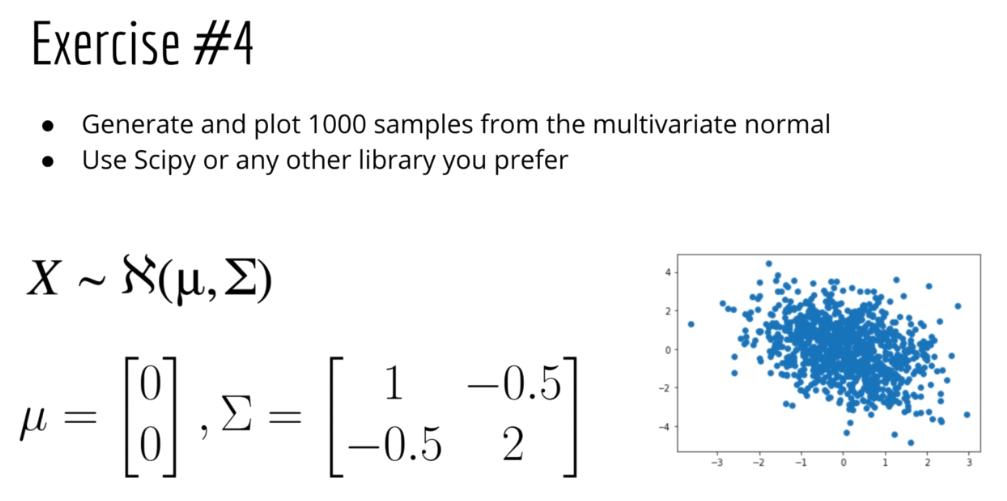 Exercise #4
● Generate and plot 1000 samples from the multivariate normal
● Use Scipy or any other library you prefer
X ~ ℵ(μ,Σ)
μ = [0 0] , Σ = [1 −0.5 −0.5 2]
4
2
0
−2
−4
−3 −2 −1 0 1 2 3